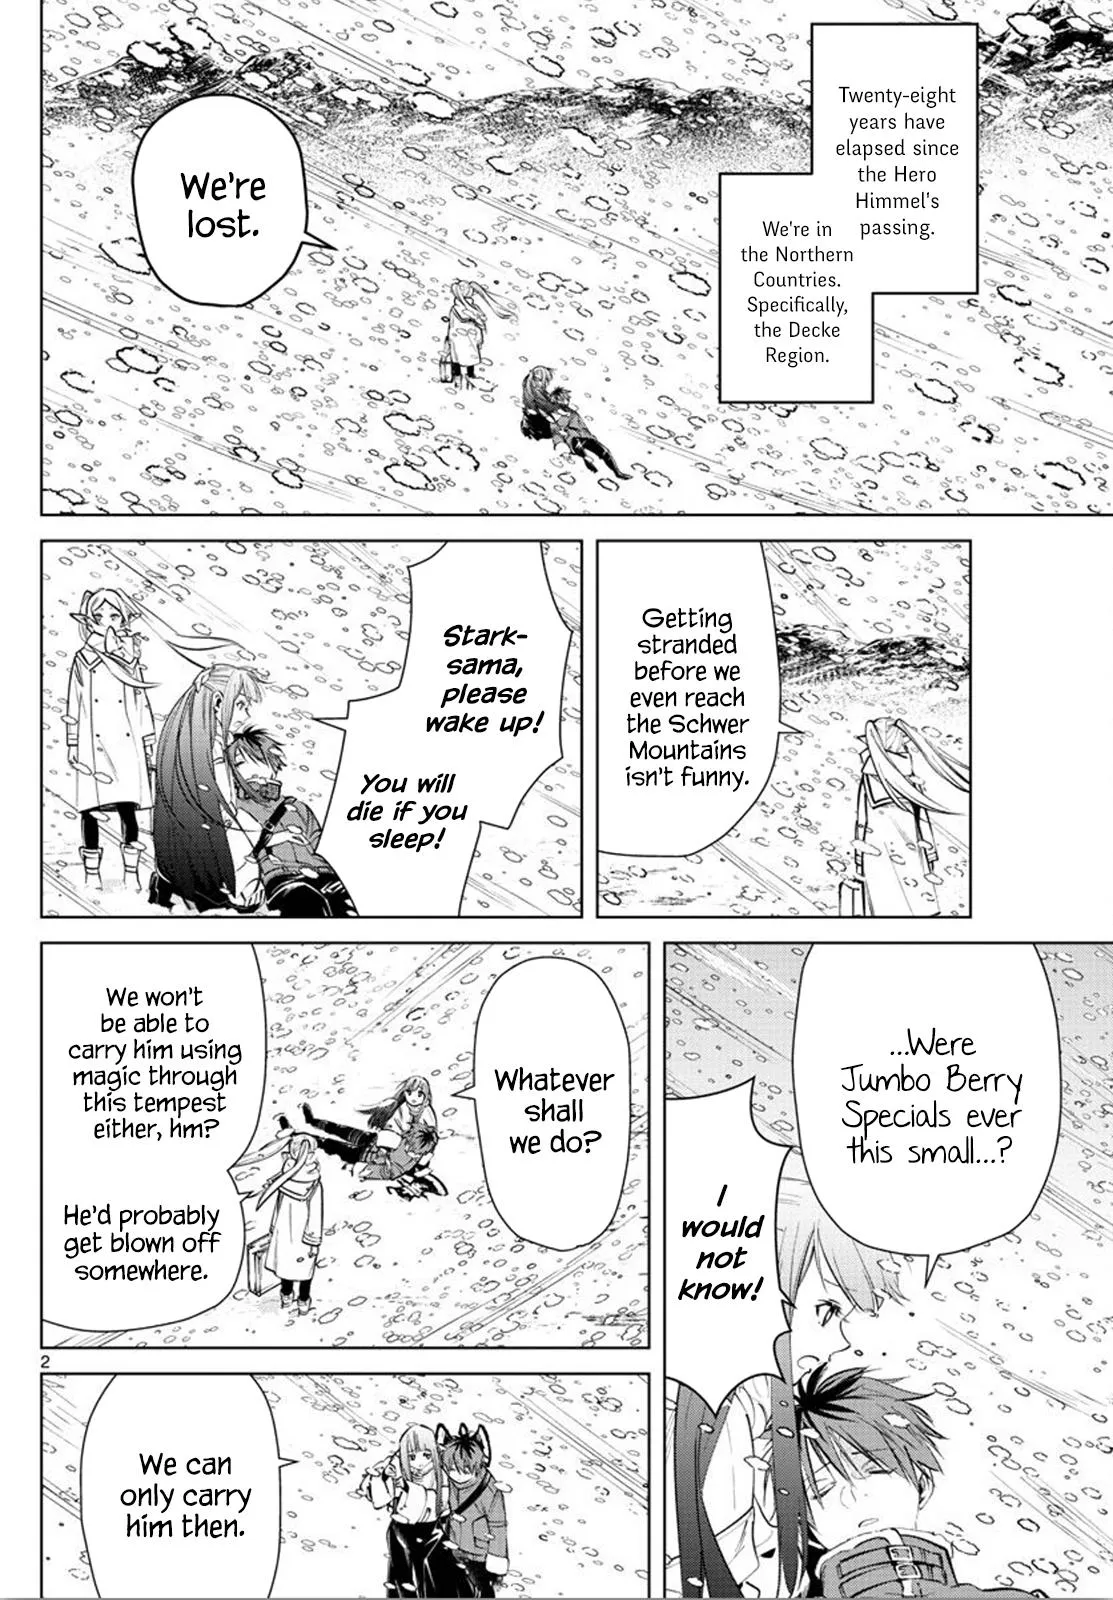 Twenty-eight
years have
elapsed since
the Hero
Himmel's
passing.
We're in
the Northern
Countries.
Specifically,
the Decke
Region.
We're
lost.
Getting
stranded
before we
even reach
the Schwer
Mountains
isn't funny.
Stark-
sama,
please
wake up!
You will
die if you
sleep!
...Were
Jumbo Berry
Specials ever
this small...?
I
would
not
know!
Whatever
shall
we do?
We won't
be able to
carry him using
magic through
this tempest
either, hm?
He'd probably
get blown off
somewhere.
2
We can
only carry
him then.